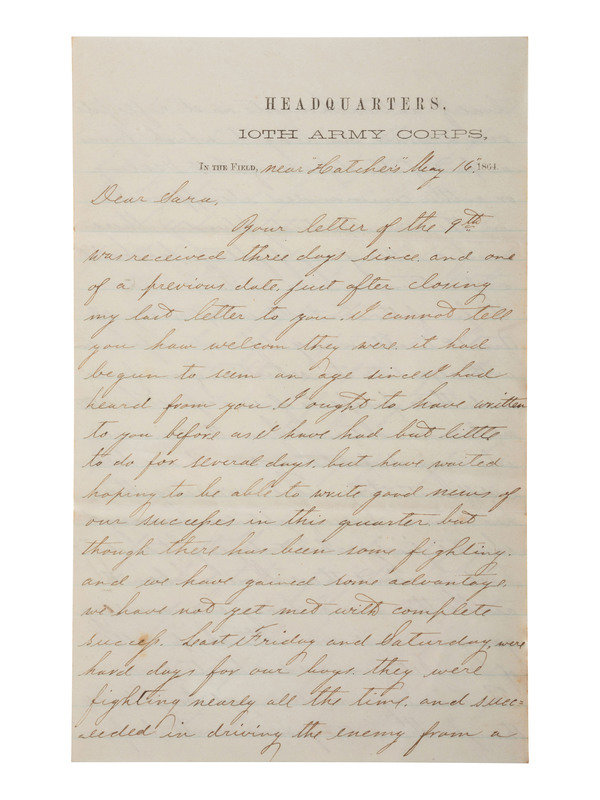 HEADQUARTERS,
10TH ARMY CORPS,
IN THE FIELD, near "Hatcher's" May 16", 1864.
Dear Sara,
Your letter of the 9th
was received three days since. and one
of a previous date, just after closing
my last letter to you. I cannot tell
you how welcom they were. it had
begun to seem an age since I had
heard from you. I ought to have written
to you before as I have had but little
to do for several days. but have waited
hoping to be able to write good news of
our success in this quarter but
though there has been some fighting.
and we have gained some advantage.
we have not yet met with complete
success. Last Friday and Saturday, were
hard days for our boys. they were
fighting nearly all the time. and succ=
eeded in driving the enemy from a